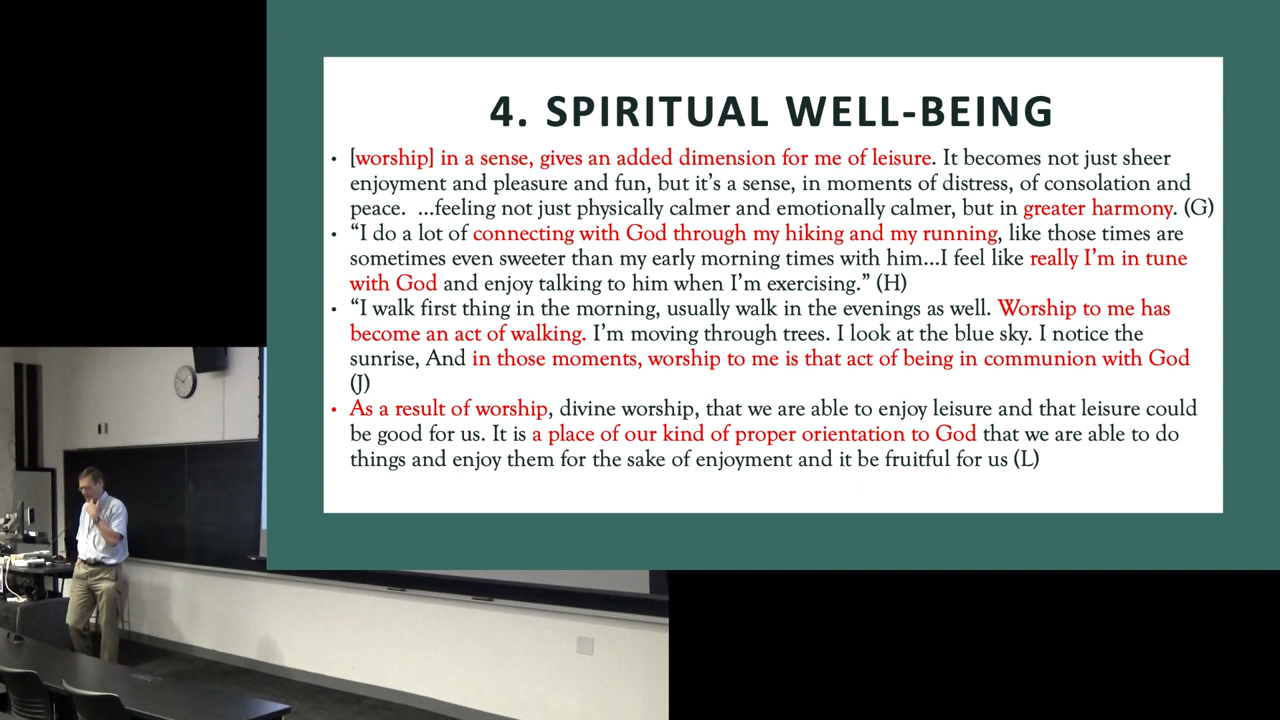 4. SPIRITUAL WELL-BEING
• [worship] in a sense, gives an added dimension for me of leisure. It becomes not just sheer
enjoyment and pleasure and fun, but it's a sense, in moments of distress, of consolation and
peace.  …feeling not just physically calmer and emotionally calmer, but in greater harmony. (G)
• “I do a lot of connecting with God through my hiking and my running, like those times are
sometimes even sweeter than my early morning times with him…I feel like really I'm in tune
with God and enjoy talking to him when I'm exercising.” (H)
• “I walk first thing in the morning, usually walk in the evenings as well. Worship to me has
become an act of walking. I'm moving through trees. I look at the blue sky. I notice the
sunrise, And in those moments, worship to me is that act of being in communion with God
(J)
• As a result of worship, divine worship, that we are able to enjoy leisure and that leisure could
be good for us. It is a place of our kind of proper orientation to God that we are able to do
things and enjoy them for the sake of enjoyment and it be fruitful for us (L)